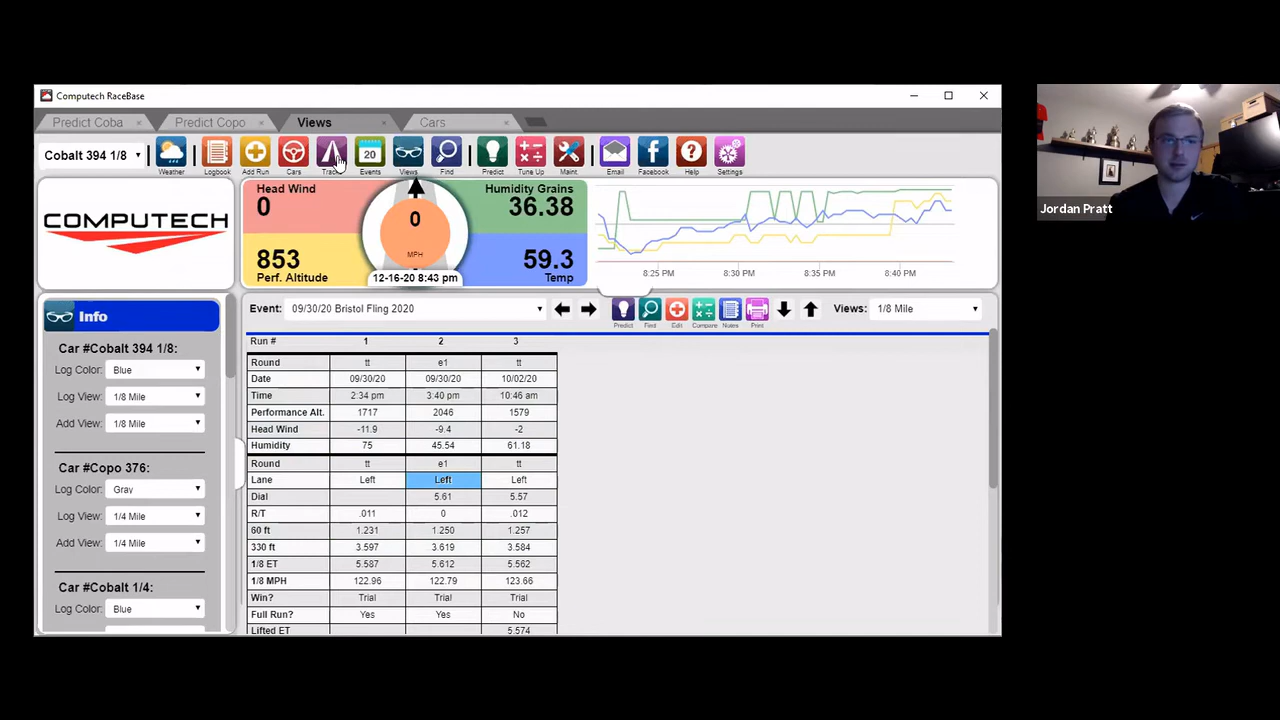 Computech RaceBase
Predict Coba × Predict Copo × Views × Cars ×
Cobalt 394 1/8
Weather Logbook Add Run Cars Events Views Find Predict Tune Up Maint. Email Facebook Help Settings
20
COMPUTECH
Head Wind
0
853
Perf. Altitude
0
MPH
12-16-20 8:43 pm
Humidity Grains
36.38
59.3
Temp
8:25 PM 8:30 PM 8:35 PM 8:40 PM
Jordan Pratt
Info
Car #Cobalt 394 1/8:
Log Color: Blue
Log View: 1/8 Mile
Add View: 1/8 Mile
Car #Copo 376:
Log Color: Gray
Log View: 1/4 Mile
Add View: 1/4 Mile
Car #Cobalt 1/4:
Log Color: Blue
Event: 09/30/20 Bristol Fling 2020
Predict Find Edit Compare Notes Print
Views: 1/8 Mile
Run # 1 2 3
Round tt e1 tt
Date 09/30/20 09/30/20 10/02/20
Time 2:34 pm 3:40 pm 10:46 am
Performance Alt. 1717 2046 1579
Head Wind -11.9 -9.4 -2
Humidity 75 45.54 61.18
Round tt e1 tt
Lane Left Left Left
Dial 5.61 5.57
R/T .011 0 .012
60 ft 1.231 1.250 1.257
330 ft 3.597 3.619 3.584
1/8 ET 5.587 5.612 5.562
1/8 MPH 122.96 122.79 123.66
Win? Trial Trial Trial
Full Run? Yes Yes No
Lifted ET 5.574